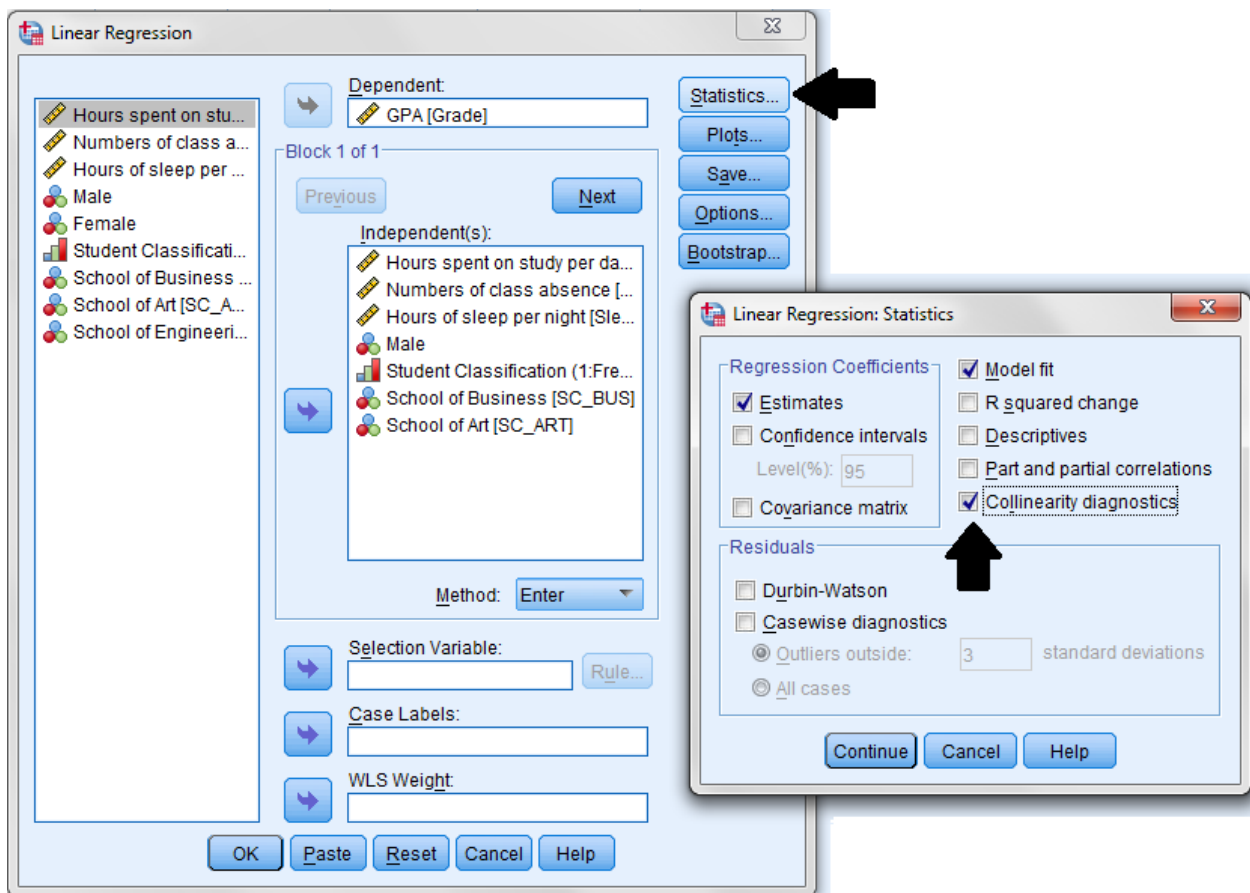 Linear Regression
Hours spent on stu...
Numbers of class a...
Hours of sleep per ...
Male
Female
Student Classificati...
School of Business ...
School of Art [SC_A...
School of Engineeri...
Dependent:
GPA [Grade]
Block 1 of 1
Previous
Next
Independent(s):
Hours spent on study per da...
Numbers of class absence [...
Hours of sleep per night [Sle...
Male
Student Classification (1:Fre...
School of Business [SC_BUS]
School of Art [SC_ART]
Method: Enter
Selection Variable:
Rule...
Case Labels:
WLS Weight:
Statistics...
Plots...
Save...
Options...
Bootstrap...
OK Paste Reset Cancel Help
Linear Regression: Statistics
Regression Coefficients
Estimates
Confidence intervals
Level(%): 95
Covariance matrix
Model fit
R squared change
Descriptives
Part and partial correlations
Collinearity diagnostics
Residuals
Durbin-Watson
Casewise diagnostics
Outliers outside: 3 standard deviations
All cases
Continue Cancel Help